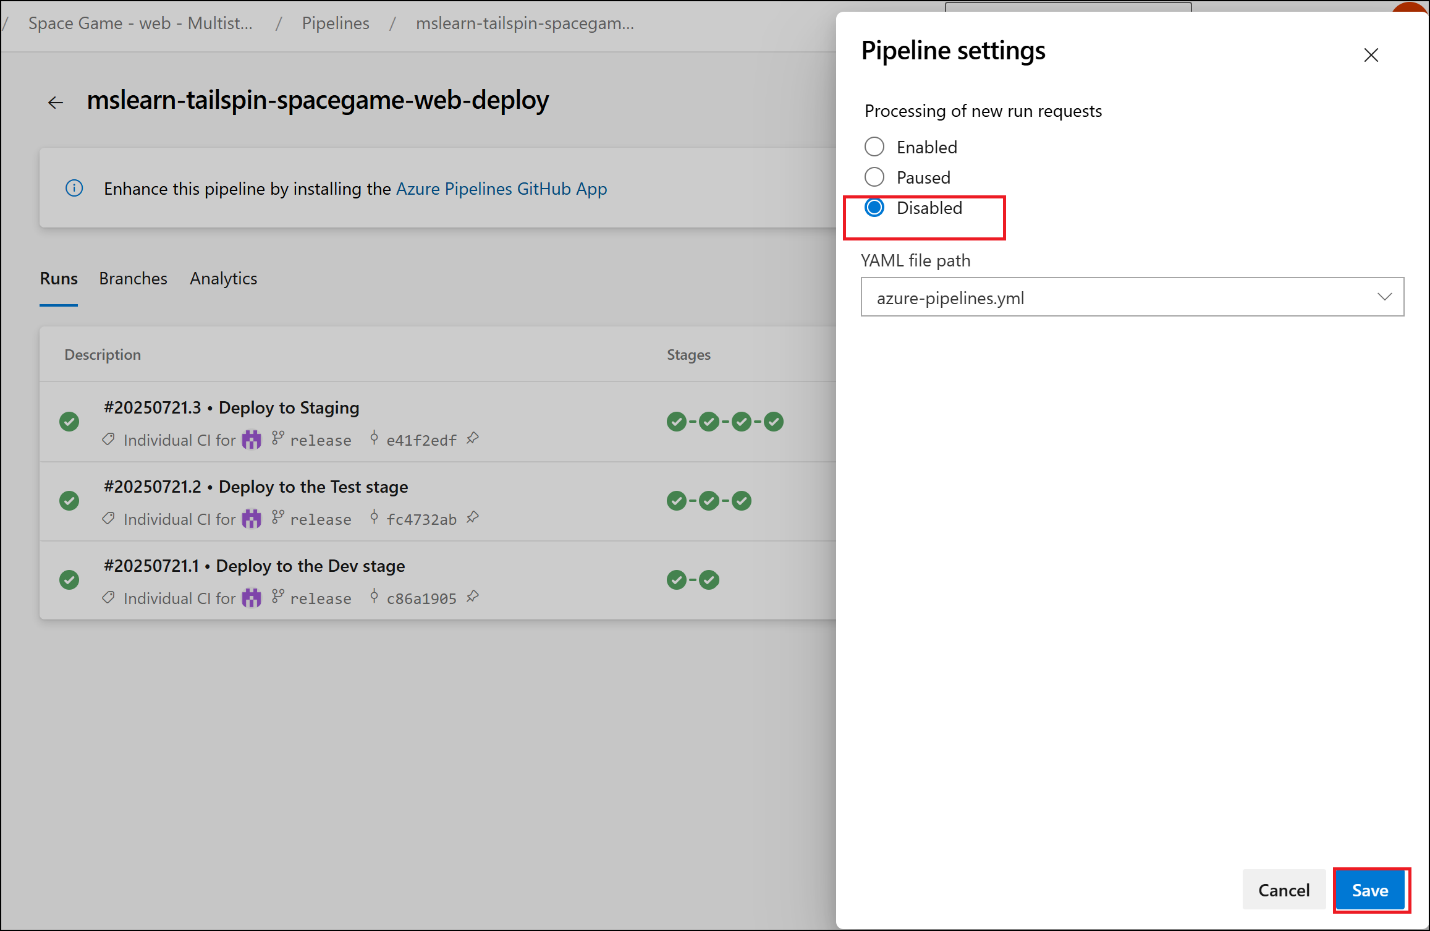 / Space Game - web - Multist... / Pipelines / mslearn-tailspin-spacegam...
mslearn-tailspin-spacegame-web-deploy
Enhance this pipeline by installing the Azure Pipelines GitHub App
Runs Branches Analytics
Description Stages
#20250721.3 • Deploy to Staging
Individual CI for release e41f2edf
#20250721.2 • Deploy to the Test stage
Individual CI for release fc4732ab
#20250721.1 • Deploy to the Dev stage
Individual CI for release c86a1905
Pipeline settings
Processing of new run requests
Enabled
Paused
Disabled
YAML file path
azure-pipelines.yml
Cancel Save